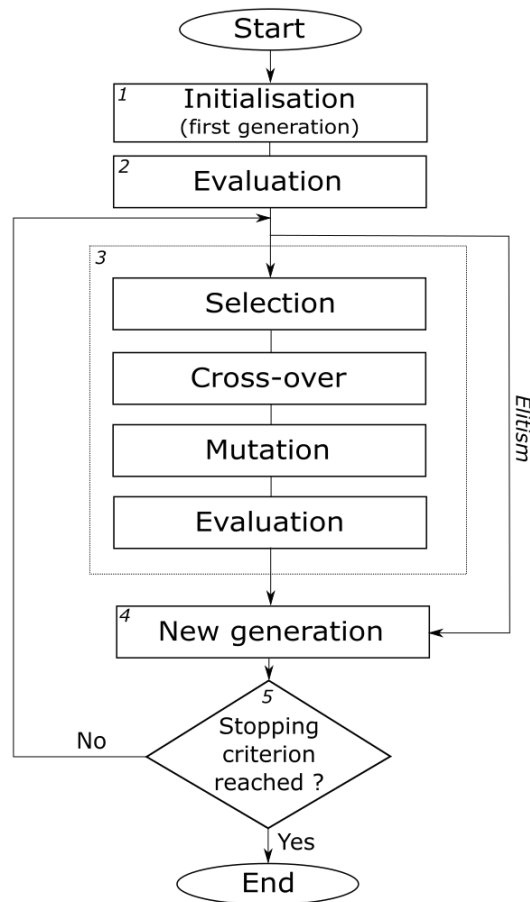 Start
1
Initialisation
(first generation)
2
Evaluation
3
Selection
Cross-over
Mutation
Evaluation
Elitism
4
New generation
5
Stopping
criterion
reached ?
No
Yes
End